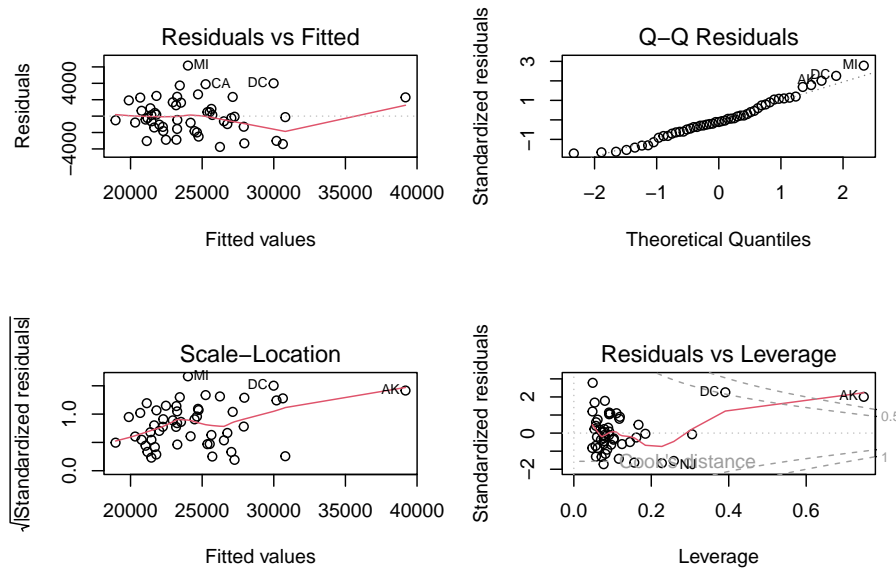 Residuals vs Fitted
Residuals
4000
−4000
MI
CA
DC
20000 25000 30000 35000 40000
Fitted values
Q−Q Residuals
Standardized residuals
3
1
−1
MI
DC
AK
−2 −1 0 1 2
Theoretical Quantiles
Scale−Location
√|Standardized residuals|
1.0
0.0
MI
DC
AK
20000 25000 30000 35000 40000
Fitted values
Residuals vs Leverage
Standardized residuals
2
1
0
−2
DC
AK
NJ
Cook's distance
0.5
1
0.0 0.2 0.4 0.6
Leverage